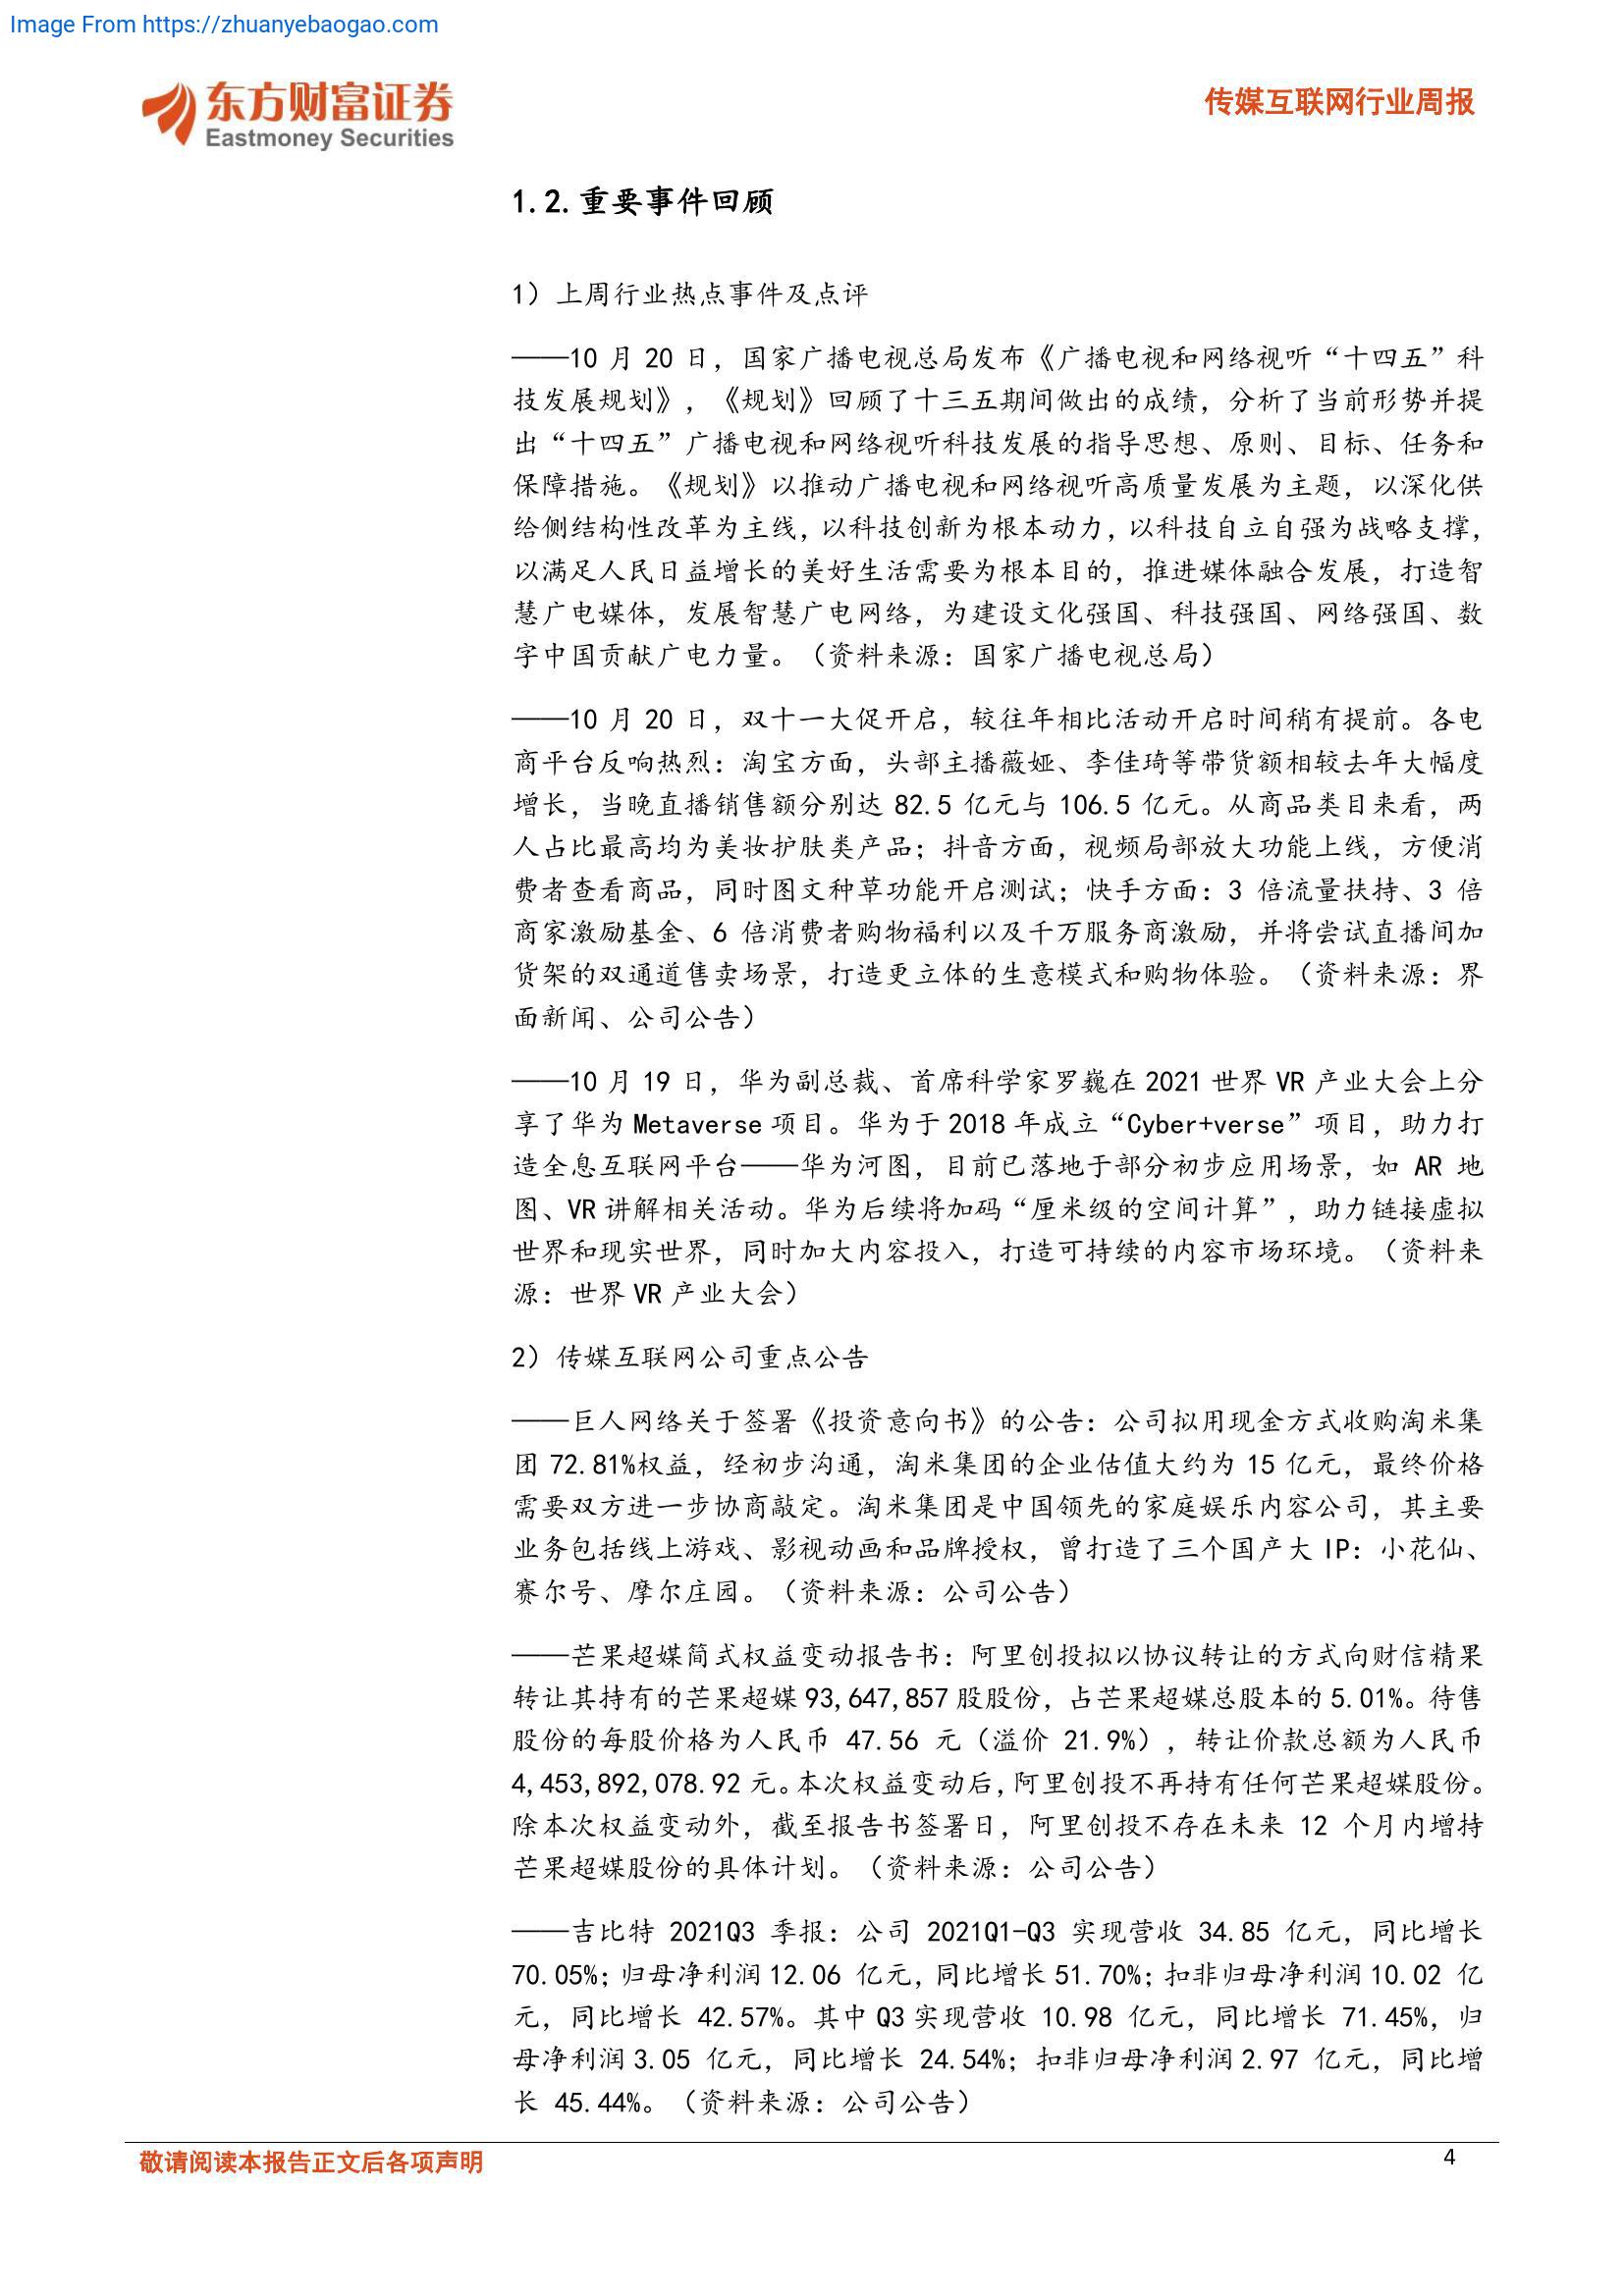 Image From https://zhuanyebaogao.com
东方财富证券
Eastmoney Securities
传媒互联网行业周报
1.2.重要事件回顾
1）上周行业热点事件及点评
——10 月 20 日，国家广播电视总局发布《广播电视和网络视听“十四五”科
技发展规划》，《规划》回顾了十三五期间做出的成绩，分析了当前形势并提
出“十四五”广播电视和网络视听科技发展的指导思想、原则、目标、任务和
保障措施。《规划》以推动广播电视和网络视听高质量发展为主题，以深化供
给侧结构性改革为主线，以科技创新为根本动力，以科技自立自强为战略支撑，
以满足人民日益增长的美好生活需要为根本目的，推进媒体融合发展，打造智
慧广电媒体，发展智慧广电网络，为建设文化强国、科技强国、网络强国、数
字中国贡献广电力量。（资料来源：国家广播电视总局）
——10 月 20 日，双十一大促开启，较往年相比活动开启时间稍有提前。各电
商平台反响热烈：淘宝方面，头部主播薇娅、李佳琦等带货额相较去年大幅度
增长，当晚直播销售额分别达 82.5 亿元与 106.5 亿元。从商品类目来看，两
人占比最高均为美妆护肤类产品；抖音方面，视频局部放大功能上线，方便消
费者查看商品，同时图文种草功能开启测试；快手方面：3 倍流量扶持、3 倍
商家激励基金、6 倍消费者购物福利以及千万服务商激励，并将尝试直播间加
货架的双通道售卖场景，打造更立体的生意模式和购物体验。（资料来源：界
面新闻、公司公告）
——10 月 19 日，华为副总裁、首席科学家罗巍在 2021 世界 VR 产业大会上分
享了华为 Metaverse 项目。华为于 2018 年成立“Cyber+verse”项目，助力打
造全息互联网平台——华为河图，目前已落地于部分初步应用场景，如 AR 地
图、VR 讲解相关活动。华为后续将加码“厘米级的空间计算”，助力链接虚拟
世界和现实世界，同时加大内容投入，打造可持续的内容市场环境。（资料来
源：世界 VR 产业大会）
2）传媒互联网公司重点公告
——巨人网络关于签署《投资意向书》的公告：公司拟用现金方式收购淘米集
团 72.81%权益，经初步沟通，淘米集团的企业估值大约为 15 亿元，最终价格
需要双方进一步协商敲定。淘米集团是中国领先的家庭娱乐内容公司，其主要
业务包括线上游戏、影视动画和品牌授权，曾打造了三个国产大 IP：小花仙、
赛尔号、摩尔庄园。（资料来源：公司公告）
——芒果超媒简式权益变动报告书：阿里创投拟以协议转让的方式向财信精果
转让其持有的芒果超媒 93,647,857 股股份，占芒果超媒总股本的 5.01%。待售
股份的每股价格为人民币 47.56 元（溢价 21.9%），转让价款总额为人民币
4,453,892,078.92 元。本次权益变动后，阿里创投不再持有任何芒果超媒股份。
除本次权益变动外，截至报告书签署日，阿里创投不存在未来 12 个月内增持
芒果超媒股份的具体计划。（资料来源：公司公告）
——吉比特 2021Q3 季报：公司 2021Q1-Q3 实现营收 34.85 亿元，同比增长
70.05%；归母净利润 12.06 亿元，同比增长 51.70%；扣非归母净利润 10.02 亿
元，同比增长 42.57%。其中 Q3 实现营收 10.98 亿元，同比增长 71.45%，归
母净利润 3.05 亿元，同比增长 24.54%；扣非归母净利润 2.97 亿元，同比增
长 45.44%。（资料来源：公司公告）
敬请阅读本报告正文后各项声明
4